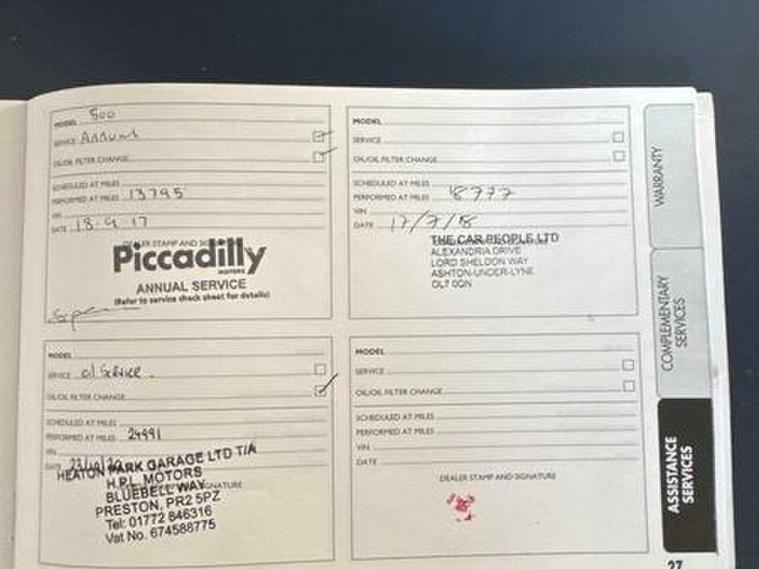 MODEL 500
SERVICE Annual
OIL/OIL FILTER CHANGE
SCHEDULED AT MILES
PERFORMED AT MILES 13795
VIN
DATE 18.9.17
DEALER STAMP AND SIGNATURE
Piccadilly
MOTORS
ANNUAL SERVICE
(Refer to service check sheet for details)
MODEL
SERVICE
OIL/OIL FILTER CHANGE
SCHEDULED AT MILES
PERFORMED AT MILES 18777
VIN
DATE 17/7/18
THE CAR PEOPLE LTD
ALEXANDRIA DRIVE
LORD SHELDON WAY
ASHTON-UNDER-LYNE
OL7 0QN
MODEL
SERVICE oil Service.
OIL/OIL FILTER CHANGE
SCHEDULED AT MILES
PERFORMED AT MILES 24991
VIN
DATE
HEATON PARK GARAGE LTD T/A
H.P.L. MOTORS
BLUEBELL WAY
PRESTON, PR2 5PZ
Tel: 01772 846316
Vat No. 674588775
MODEL
SERVICE
OIL/OIL FILTER CHANGE
SCHEDULED AT MILES
PERFORMED AT MILES
VIN
DATE
DEALER STAMP AND SIGNATURE
WARRANTY
COMPLEMENTARY
SERVICES
ASSISTANCE
SERVICES
27